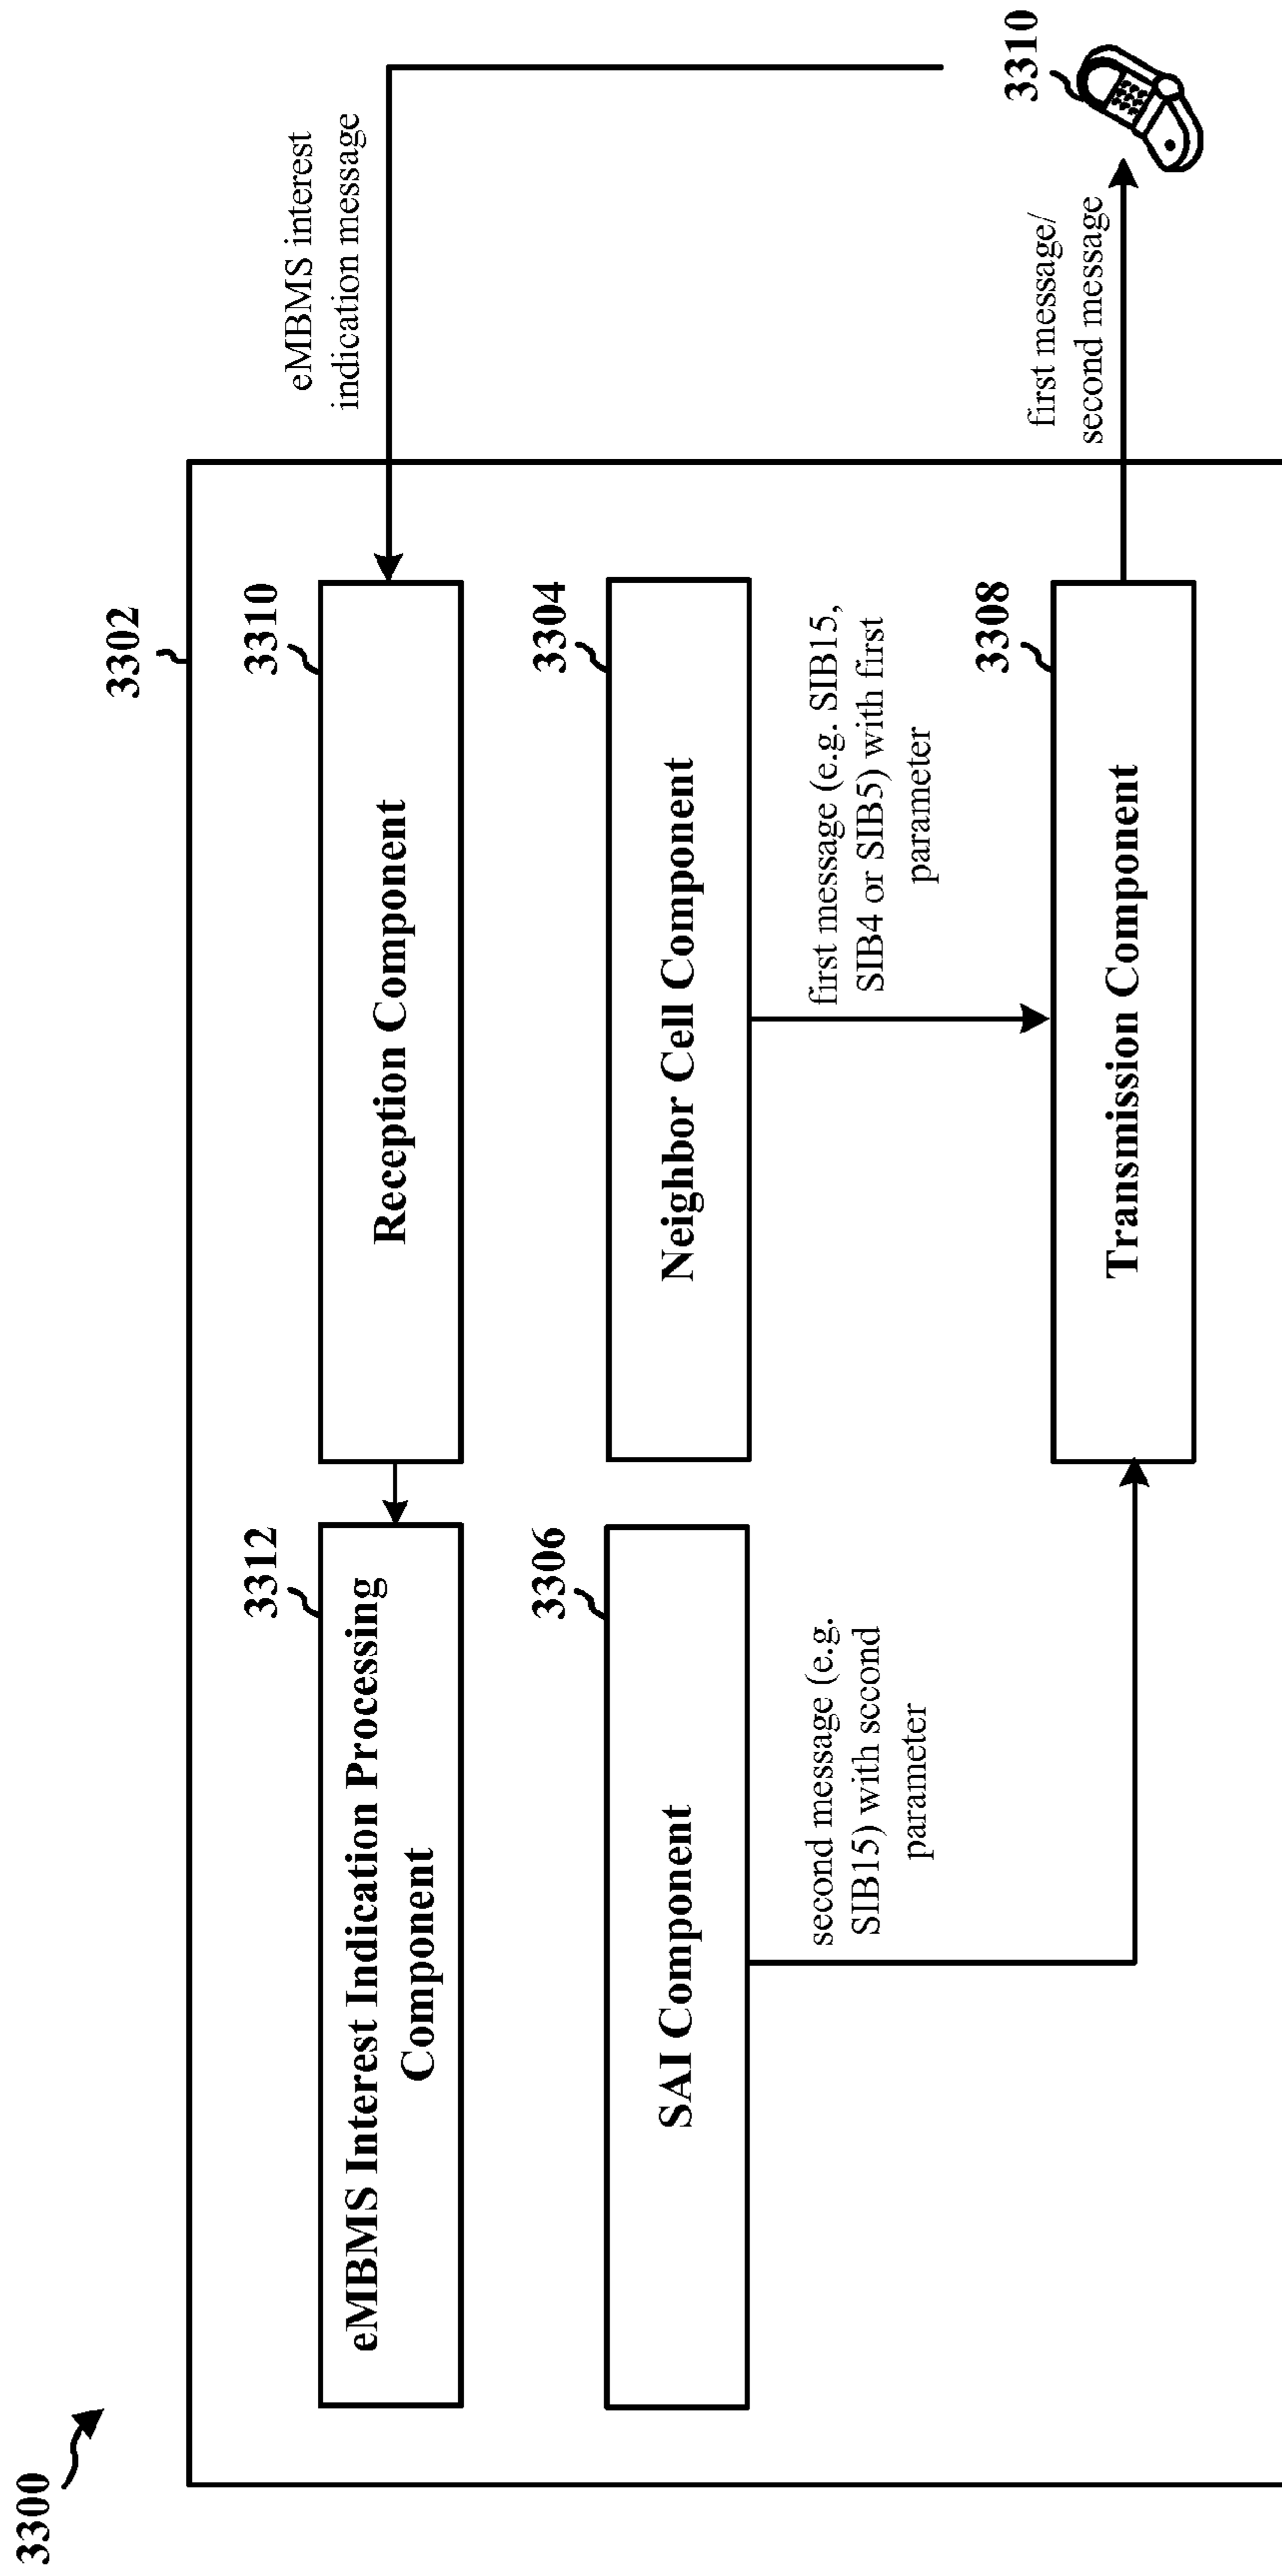 3300
3302
3312
eMBMS Interest Indication Processing
Component
3310
Reception Component
eMBMS interest
indication message
3306
SAI Component
3304
Neighbor Cell Component
second message (e.g.
SIB15) with second
parameter
first message (e.g. SIB15,
SIB4 or SIB5) with first
parameter
3308
Transmission Component
first message/
second message
3310